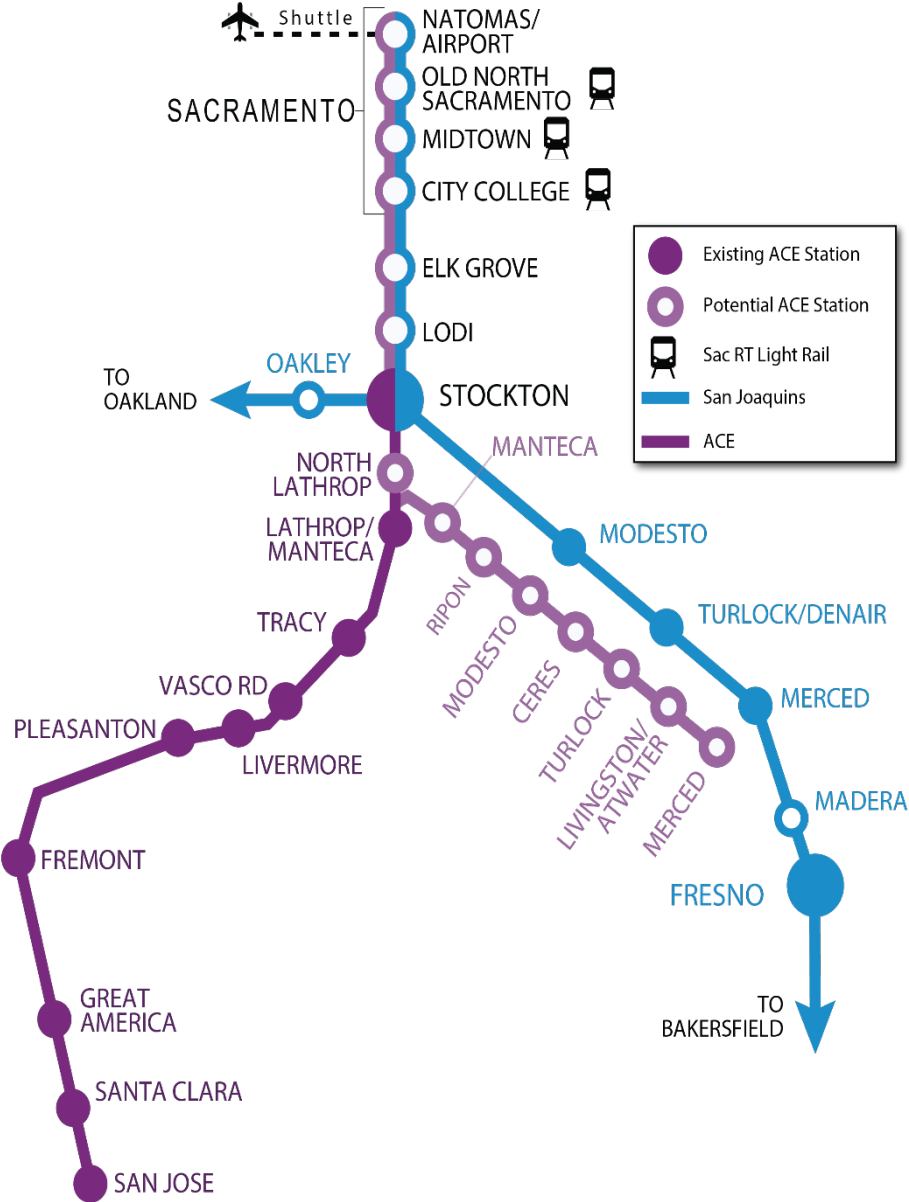 Shuttle
NATOMAS/
AIRPORT
OLD NORTH
SACRAMENTO
SACRAMENTO
MIDTOWN
CITY COLLEGE
ELK GROVE
LODI
Existing ACE Station
Potential ACE Station
Sac RT Light Rail
San Joaquins
ACE
OAKLEY
TO
OAKLAND
STOCKTON
MANTECA
NORTH
LATHROP
LATHROP/
MANTECA
MODESTO
RIPON
TRACY
TURLOCK/DENAIR
MODESTO
CERES
VASCO RD
MERCED
TURLOCK
PLEASANTON
LIVERMORE
LIVINGSTON/
ATWATER
MERCED
MADERA
FREMONT
FRESNO
GREAT
AMERICA
TO
BAKERSFIELD
SANTA CLARA
SAN JOSE